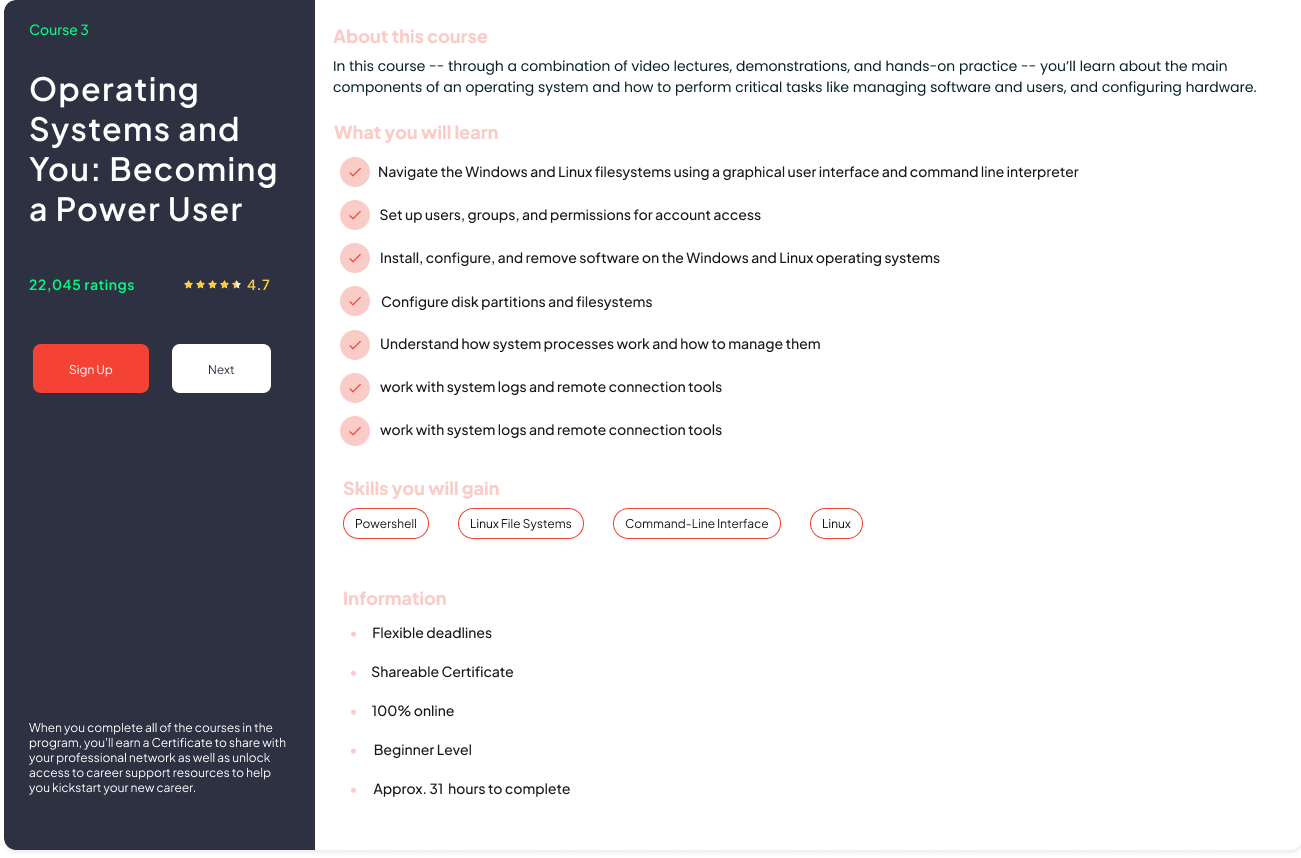 Course 3
Operating
Systems and
You: Becoming
a Power User
22,045 ratings
4.7
Sign Up
Next
When you complete all of the courses in the
program, you'll earn a Certificate to share with
your professional network as well as unlock
access to career support resources to help
you kickstart your new career.
About this course
In this course -- through a combination of video lectures, demonstrations, and hands-on practice -- you’ll learn about the main
components of an operating system and how to perform critical tasks like managing software and users, and configuring hardware.
What you will learn
Navigate the Windows and Linux filesystems using a graphical user interface and command line interpreter
Set up users, groups, and permissions for account access
Install, configure, and remove software on the Windows and Linux operating systems
Configure disk partitions and filesystems
Understand how system processes work and how to manage them
work with system logs and remote connection tools
work with system logs and remote connection tools
Skills you will gain
Powershell
Linux File Systems
Command-Line Interface
Linux
Information
Flexible deadlines
Shareable Certificate
100% online
Beginner Level
Approx. 31 hours to complete